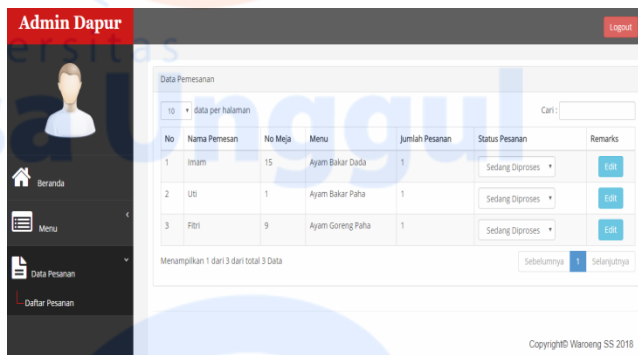 Admin Dapur
Logout
Beranda
Menu
Data Pesanan
Daftar Pesanan
Data Pemesanan
10 data per halaman
Cari :
No Nama Pemesan No Meja Menu Jumlah Pesanan Status Pesanan Remarks
1 Imam 15 Ayam Bakar Dada 1 Sedang Diproses Edit
2 Uti 1 Ayam Bakar Paha 1 Sedang Diproses Edit
3 Fitri 9 Ayam Goreng Paha 1 Sedang Diproses Edit
Menampilkan 1 dari 3 dari total 3 Data
Sebelumnya 1 Selanjutnya
Copyright© Waroeng SS 2018
Unggul